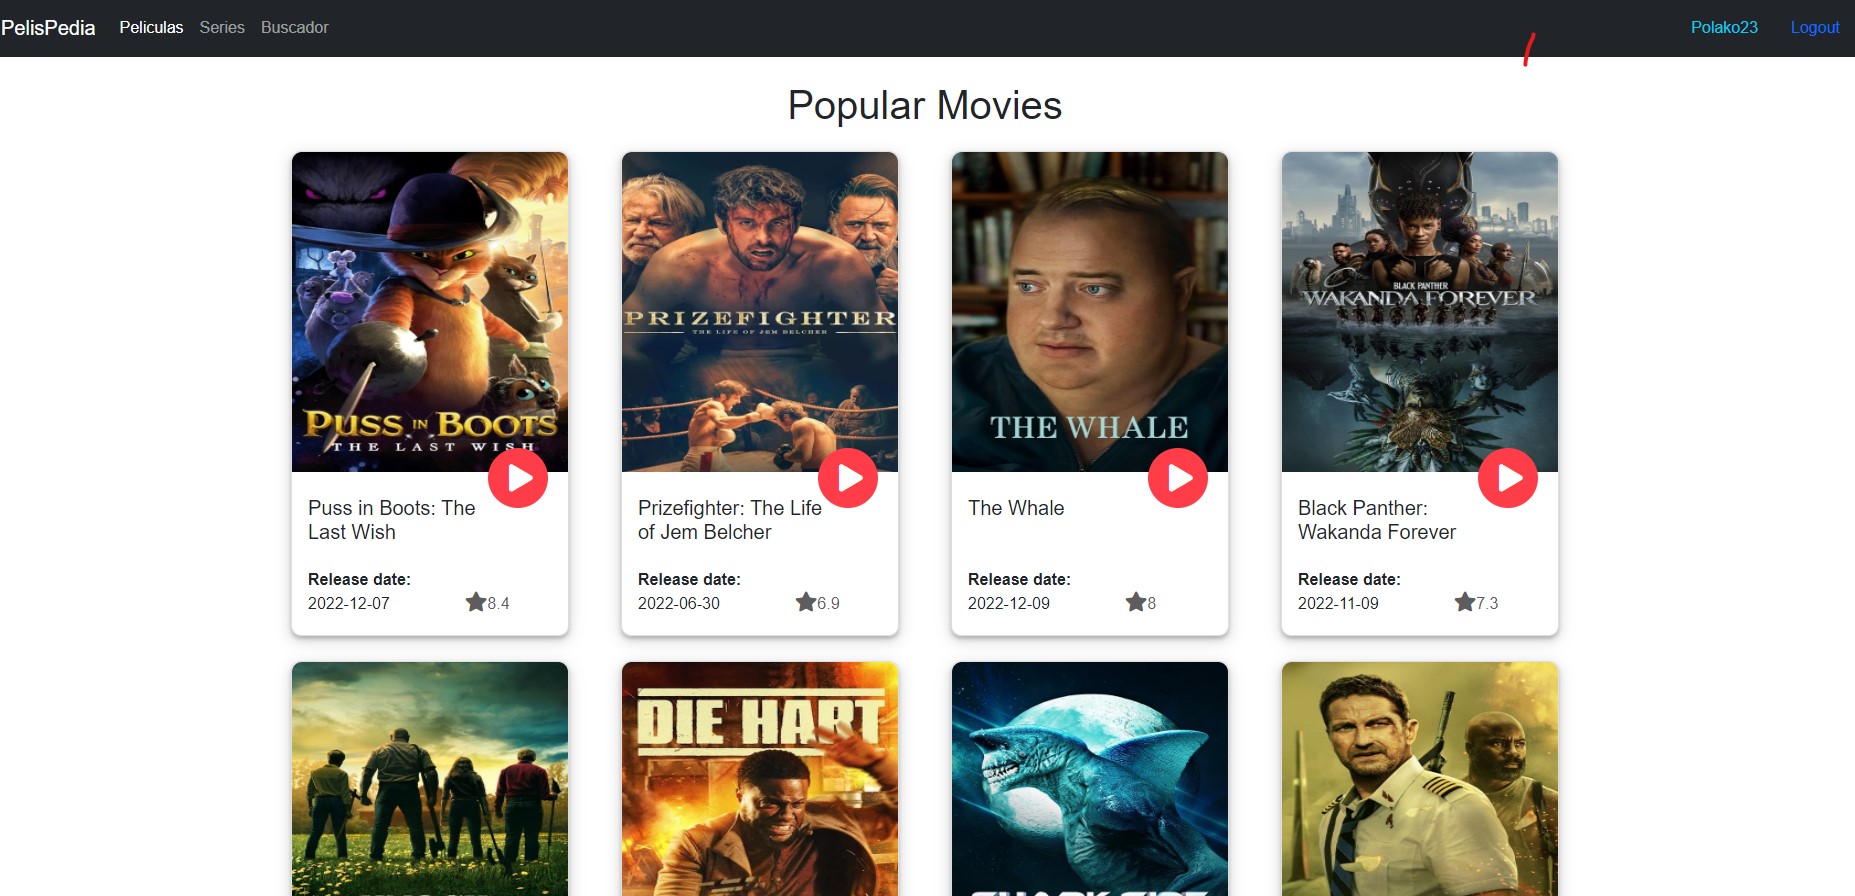 PelisPedia Peliculas Series Buscador Polako23 Logout
Popular Movies
PUSS IN BOOTS
THE LAST WISH
PRIZEFIGHTER
THE LIFE OF JEM BELCHER
THE WHALE
BLACK PANTHER
WAKANDA FOREVER
Puss in Boots: The
Last Wish
Release date:
2022-12-07 8.4
Prizefighter: The Life
of Jem Belcher
Release date:
2022-06-30 6.9
The Whale
Release date:
2022-12-09 8
Black Panther:
Wakanda Forever
Release date:
2022-11-09 7.3
DIE HART